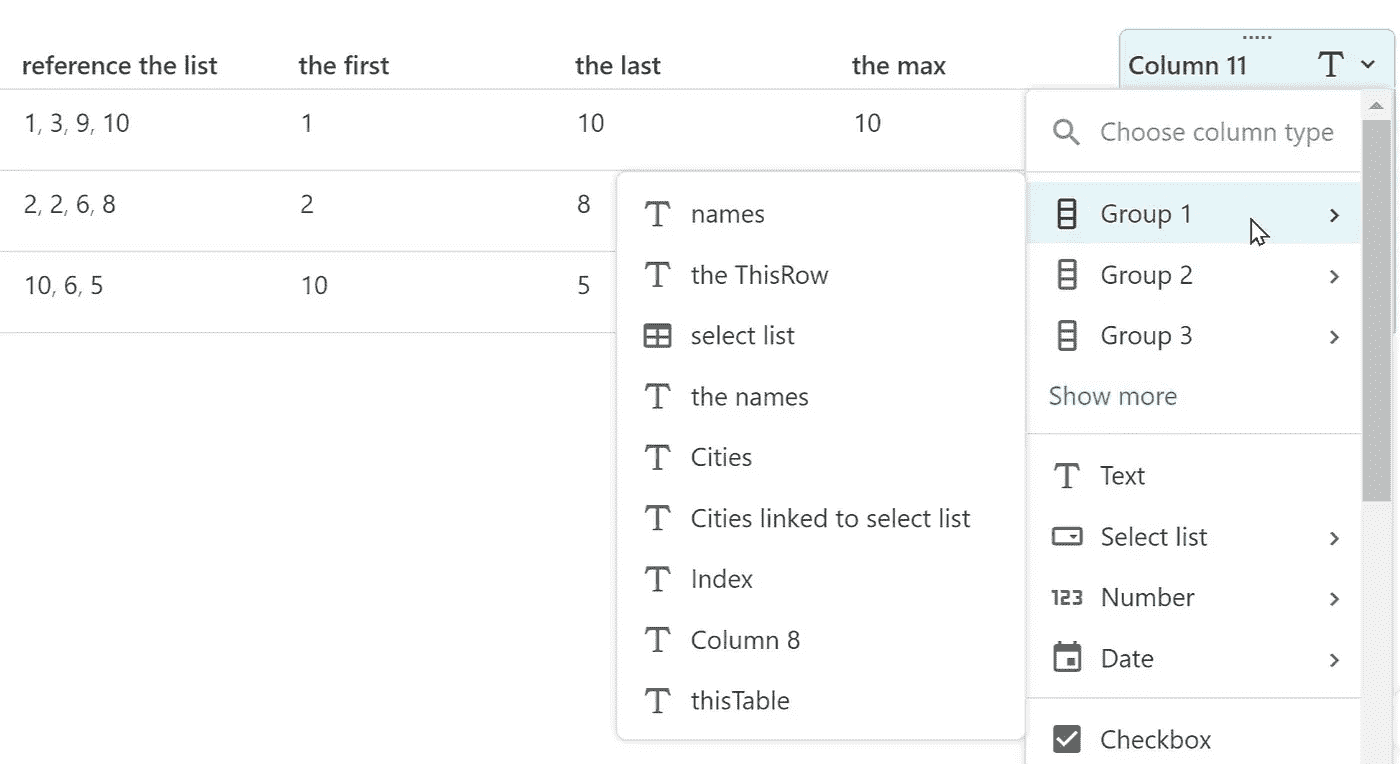 reference the list the first the last the max Column 11
1, 3, 9, 10 1 10 10
2, 2, 6, 8 2 8
10, 6, 5 10 5
names
the ThisRow
select list
the names
Cities
Cities linked to select list
Index
Column 8
thisTable
Choose column type
Group 1
Group 2
Group 3
Show more
Text
Select list
123 Number
Date
Checkbox